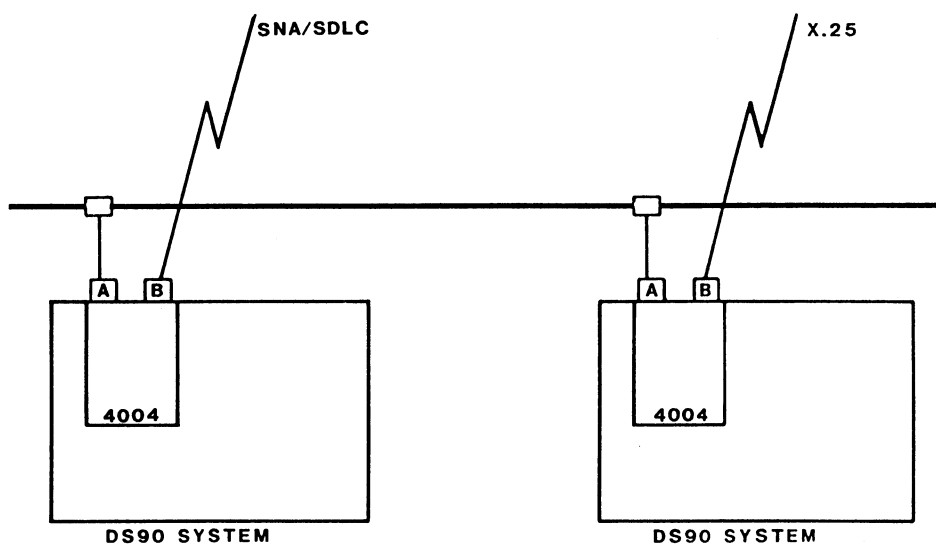 SNA/SDLC
X.25
A
B
A
B
4004
4004
DS90 SYSTEM
DS90 SYSTEM